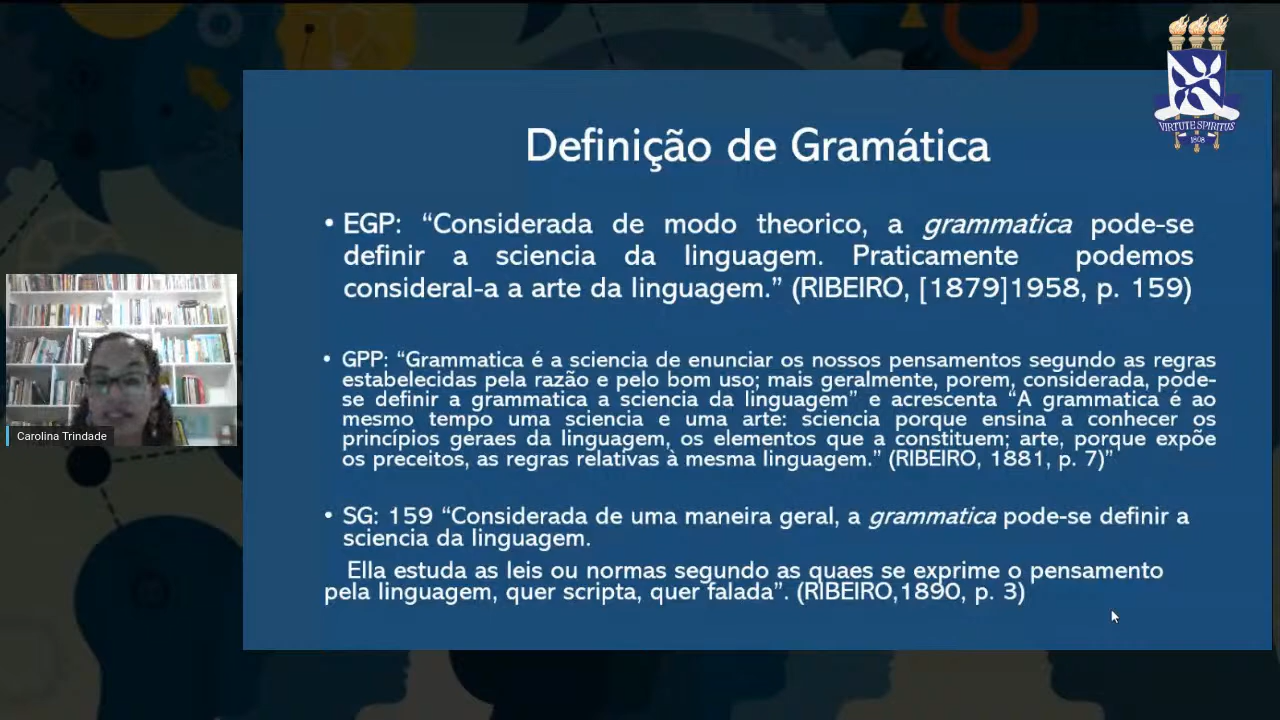 VIRTUTE SPIRITUS
1808
Definição de Gramática
• EGP: “Considerada de modo theorico, a grammatica pode-se
definir a sciencia da linguagem. Praticamente podemos
consideral-a a arte da linguagem.” (RIBEIRO, [1879]1958, p. 159)
• GPP: “Grammatica é a sciencia de enunciar os nossos pensamentos segundo as regras
estabelecidas pela razão e pelo bom uso; mais geralmente, porem, considerada, pode-
se definir a grammatica a sciencia da linguagem” e acrescenta “A grammatica é ao
mesmo tempo uma sciencia e uma arte: sciencia porque ensina a conhecer os
princípios geraes da linguagem, os elementos que a constituem; arte, porque expõe
os preceitos, as regras relativas à mesma linguagem.” (RIBEIRO, 1881, p. 7)”
• SG: 159 “Considerada de uma maneira geral, a grammatica pode-se definir a
sciencia da linguagem.
Ella estuda as leis ou normas segundo as quaes se exprime o pensamento
pela linguagem, quer scripta, quer falada”. (RIBEIRO,1890, p. 3)
Carolina Trindade